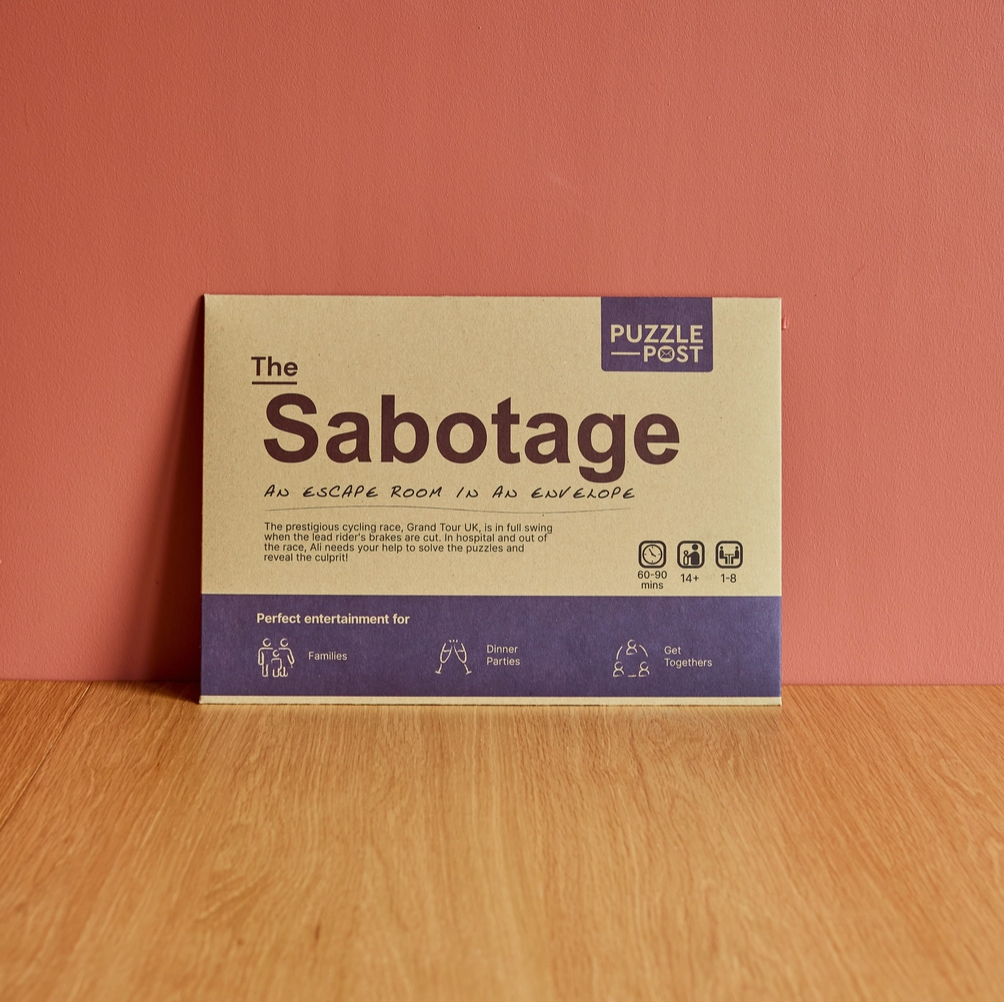 PUZZLE
POST
The
Sabotage
AN ESCAPE ROOM IN AN ENVELOPE
The prestigious cycling race, Grand Tour UK, is in full swing
when the lead rider's brakes are cut. In hospital and out of
the race, Ali needs your help to solve the puzzles and
reveal the culprit!
60-90
mins
14+
1-8
Perfect entertainment for
Families
Dinner
Parties
Get
Togethers